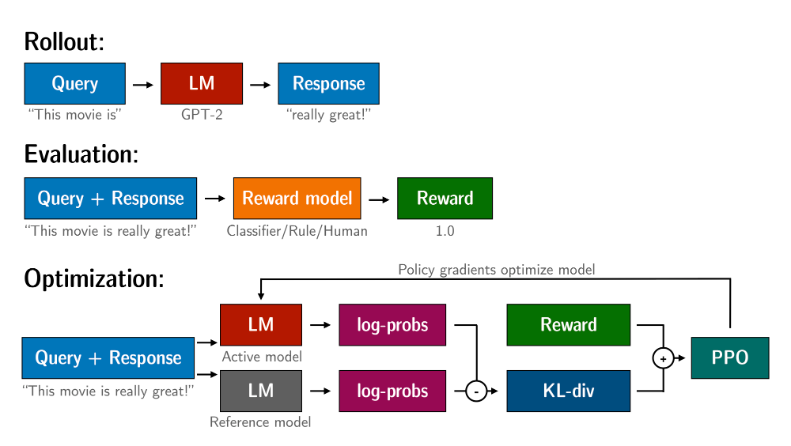 Rollout:
Query
LM
Response
“This movie is”
GPT-2
“really great!”
Evaluation:
Query + Response
Reward model
Reward
“This movie is really great!”
Classifier/Rule/Human
1.0
Optimization:
Policy gradients optimize model
LM
log-probs
Reward
Active model
Query + Response
+
PPO
“This movie is really great!”
LM
log-probs
-
KL-div
Reference model